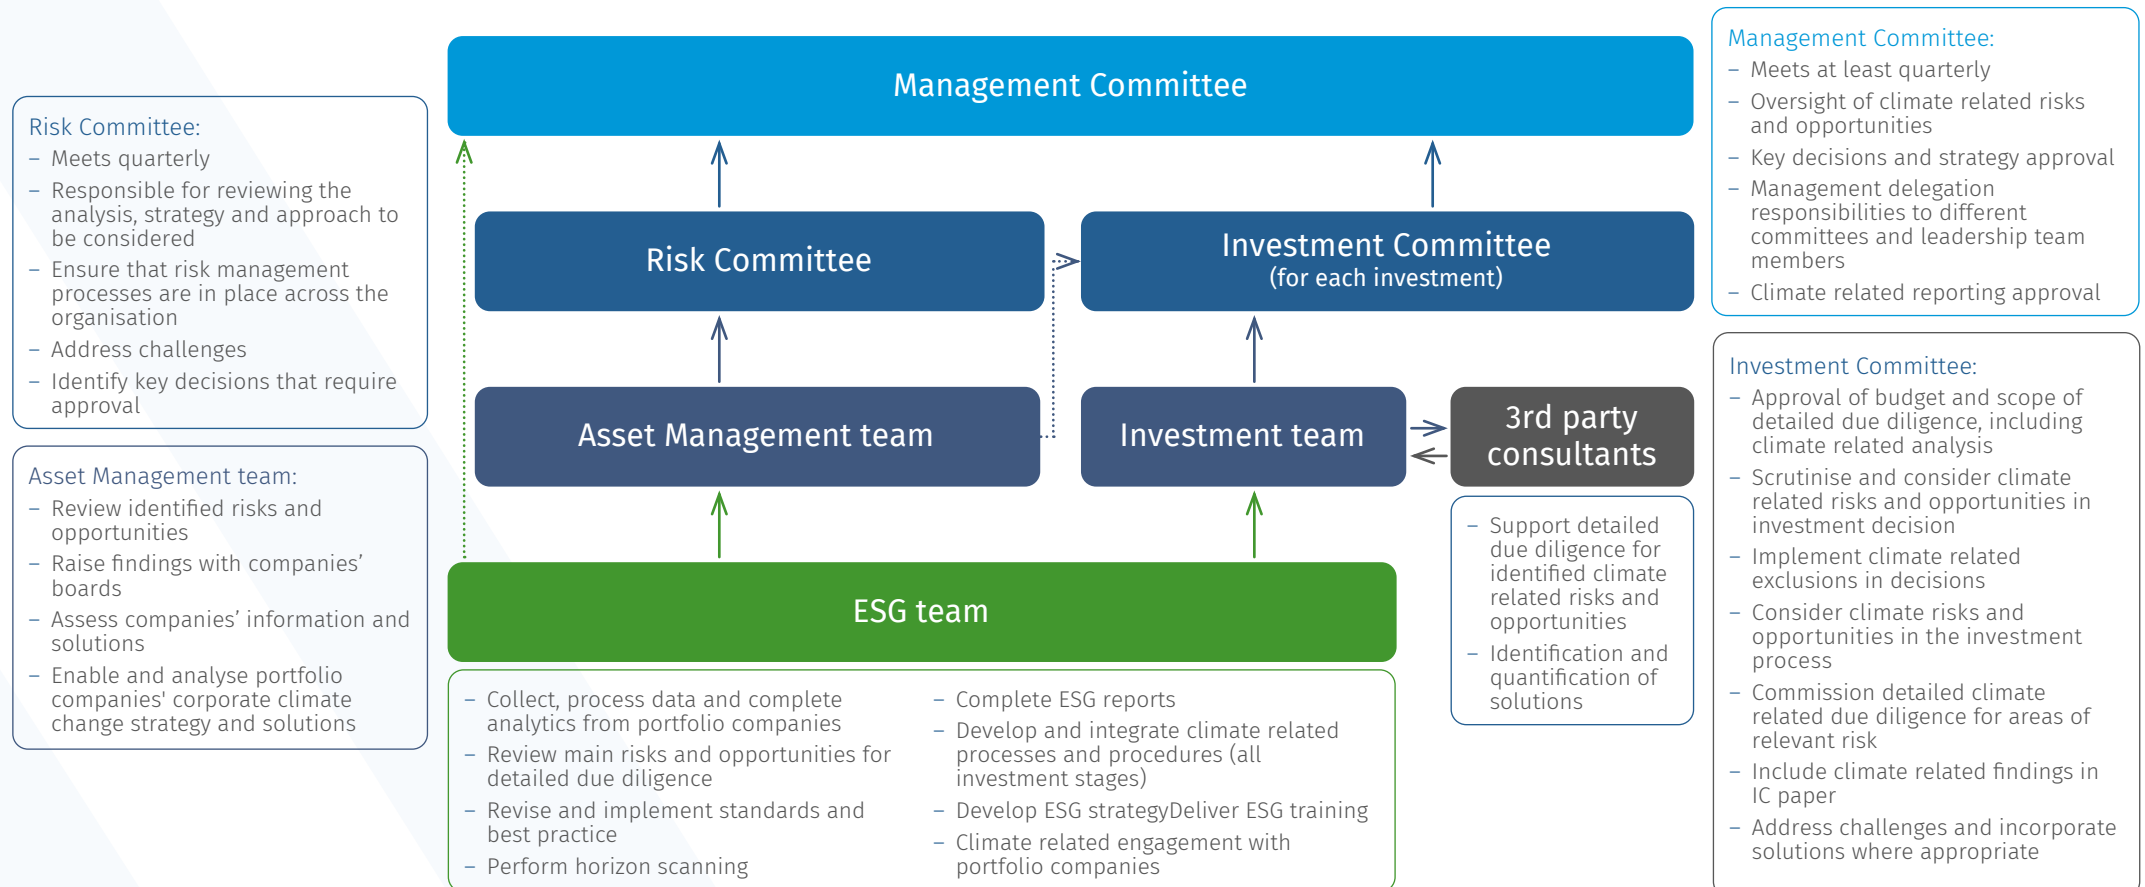 Management Committee
Risk Committee:
– Meets quarterly
– Responsible for reviewing the
analysis, strategy and approach to
be considered
– Ensure that risk management
processes are in place across the
organisation
– Address challenges
– Identify key decisions that require
approval
Asset Management team:
– Review identified risks and
opportunities
– Raise findings with companies’
boards
– Assess companies’ information and
solutions
– Enable and analyse portfolio
companies' corporate climate
change strategy and solutions
Risk Committee
Investment Committee
(for each investment)
Asset Management team
Investment team
3rd party
consultants
– Support detailed
due diligence for
identified climate
related risks and
opportunities
– Identification and
quantification of
solutions
ESG team
– Collect, process data and complete
analytics from portfolio companies
– Review main risks and opportunities for
detailed due diligence
– Revise and implement standards and
best practice
– Perform horizon scanning
– Complete ESG reports
– Develop and integrate climate related
processes and procedures (all
investment stages)
– Develop ESG strategyDeliver ESG training
– Climate related engagement with
portfolio companies
Management Committee:
– Meets at least quarterly
– Oversight of climate related risks
and opportunities
– Key decisions and strategy approval
– Management delegation
responsibilities to different
committees and leadership team
members
– Climate related reporting approval
Investment Committee:
– Approval of budget and scope of
detailed due diligence, including
climate related analysis
– Scrutinise and consider climate
related risks and opportunities in
investment decision
– Implement climate related
exclusions in decisions
– Consider climate risks and
opportunities in the investment
process
– Commission detailed climate
related due diligence for areas of
relevant risk
– Include climate related findings in
IC paper
– Address challenges and incorporate
solutions where appropriate